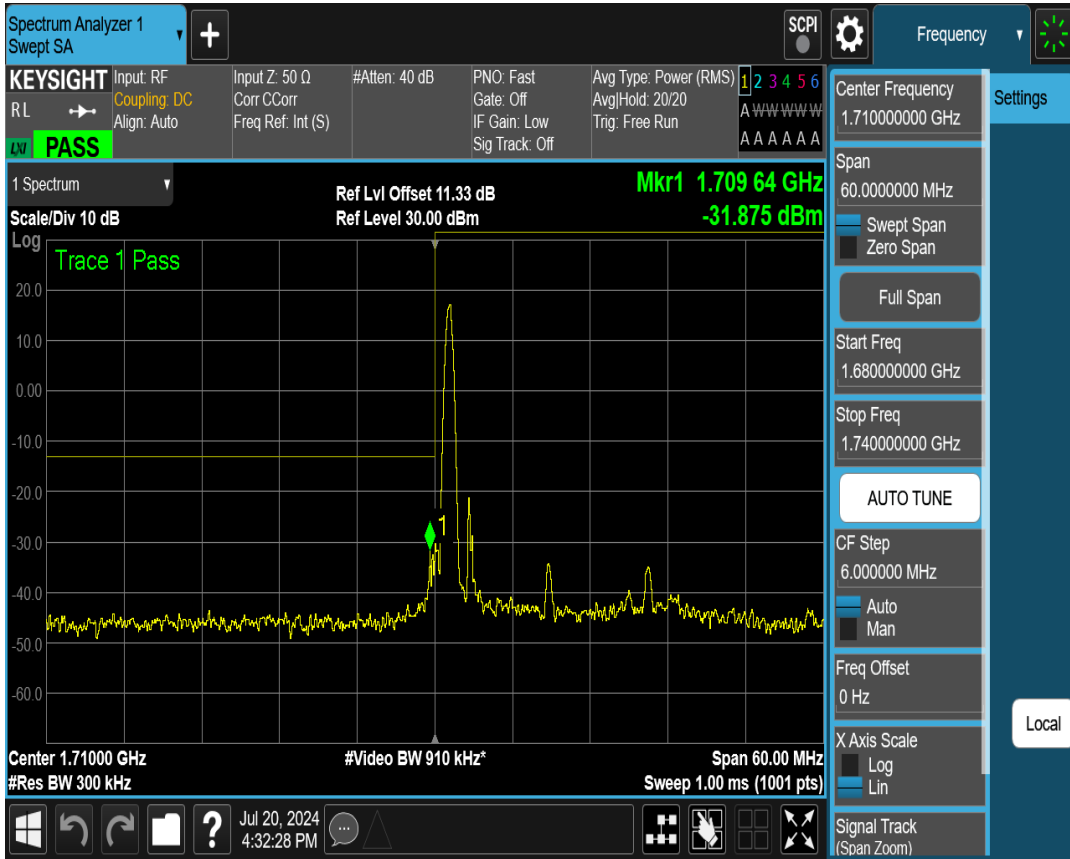 Spectrum Analyzer 1
Swept SA
+
SCPI
Frequency
KEYSIGHT
RL
LXI PASS
Input: RF
Coupling: DC
Align: Auto
Input Z: 50 Ω
Corr CCorr
Freq Ref: Int (S)
#Atten: 40 dB
PNO: Fast
Gate: Off
IF Gain: Low
Sig Track: Off
Avg Type: Power (RMS)
Avg|Hold: 20/20
Trig: Free Run
1 2 3 4 5 6
A W W W W W
A A A A A A
1 Spectrum
Scale/Div 10 dB
Log
Ref Lvl Offset 11.33 dB
Ref Level 30.00 dBm
Mkr1 1.709 64 GHz
-31.875 dBm
Trace 1 Pass
20.0
10.0
0.00
-10.0
-20.0
-30.0
-40.0
-50.0
-60.0
1
Center 1.71000 GHz
#Res BW 300 kHz
#Video BW 910 kHz*
Span 60.00 MHz
Sweep 1.00 ms (1001 pts)
Center Frequency
1.710000000 GHz
Span
60.0000000 MHz
Swept Span
Zero Span
Full Span
Start Freq
1.680000000 GHz
Stop Freq
1.740000000 GHz
AUTO TUNE
CF Step
6.000000 MHz
Auto
Man
Freq Offset
0 Hz
X Axis Scale
Log
Lin
Signal Track
(Span Zoom)
Settings
Local
?
Jul 20, 2024
4:32:28 PM